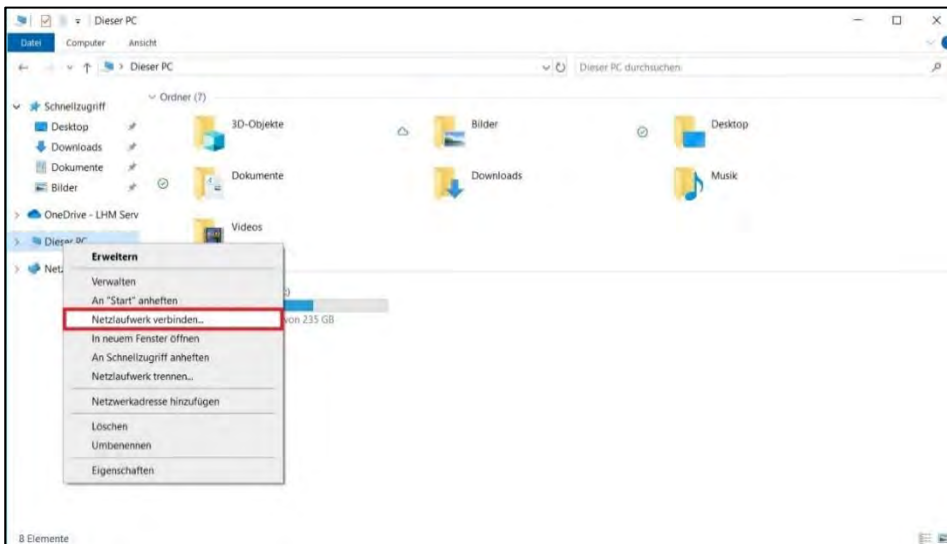 Dieser PC
Datei Computer Ansicht
Dieser PC
Dieser PC durchsuchen
Schnellzugriff
Desktop
Downloads
Dokumente
Bilder
OneDrive - LHM Serv
Dieser PC
Ordner (7)
3D-Objekte
Bilder
Desktop
Dokumente
Downloads
Musik
Videos
von 235 GB
Erweitern
Verwalten
An "Start" anheften
Netzlaufwerk verbinden...
In neuem Fenster öffnen
An Schnellzugriff anheften
Netzlaufwerk trennen...
Netzwerkadresse hinzufügen
Löschen
Umbenennen
Eigenschaften
8 Elemente